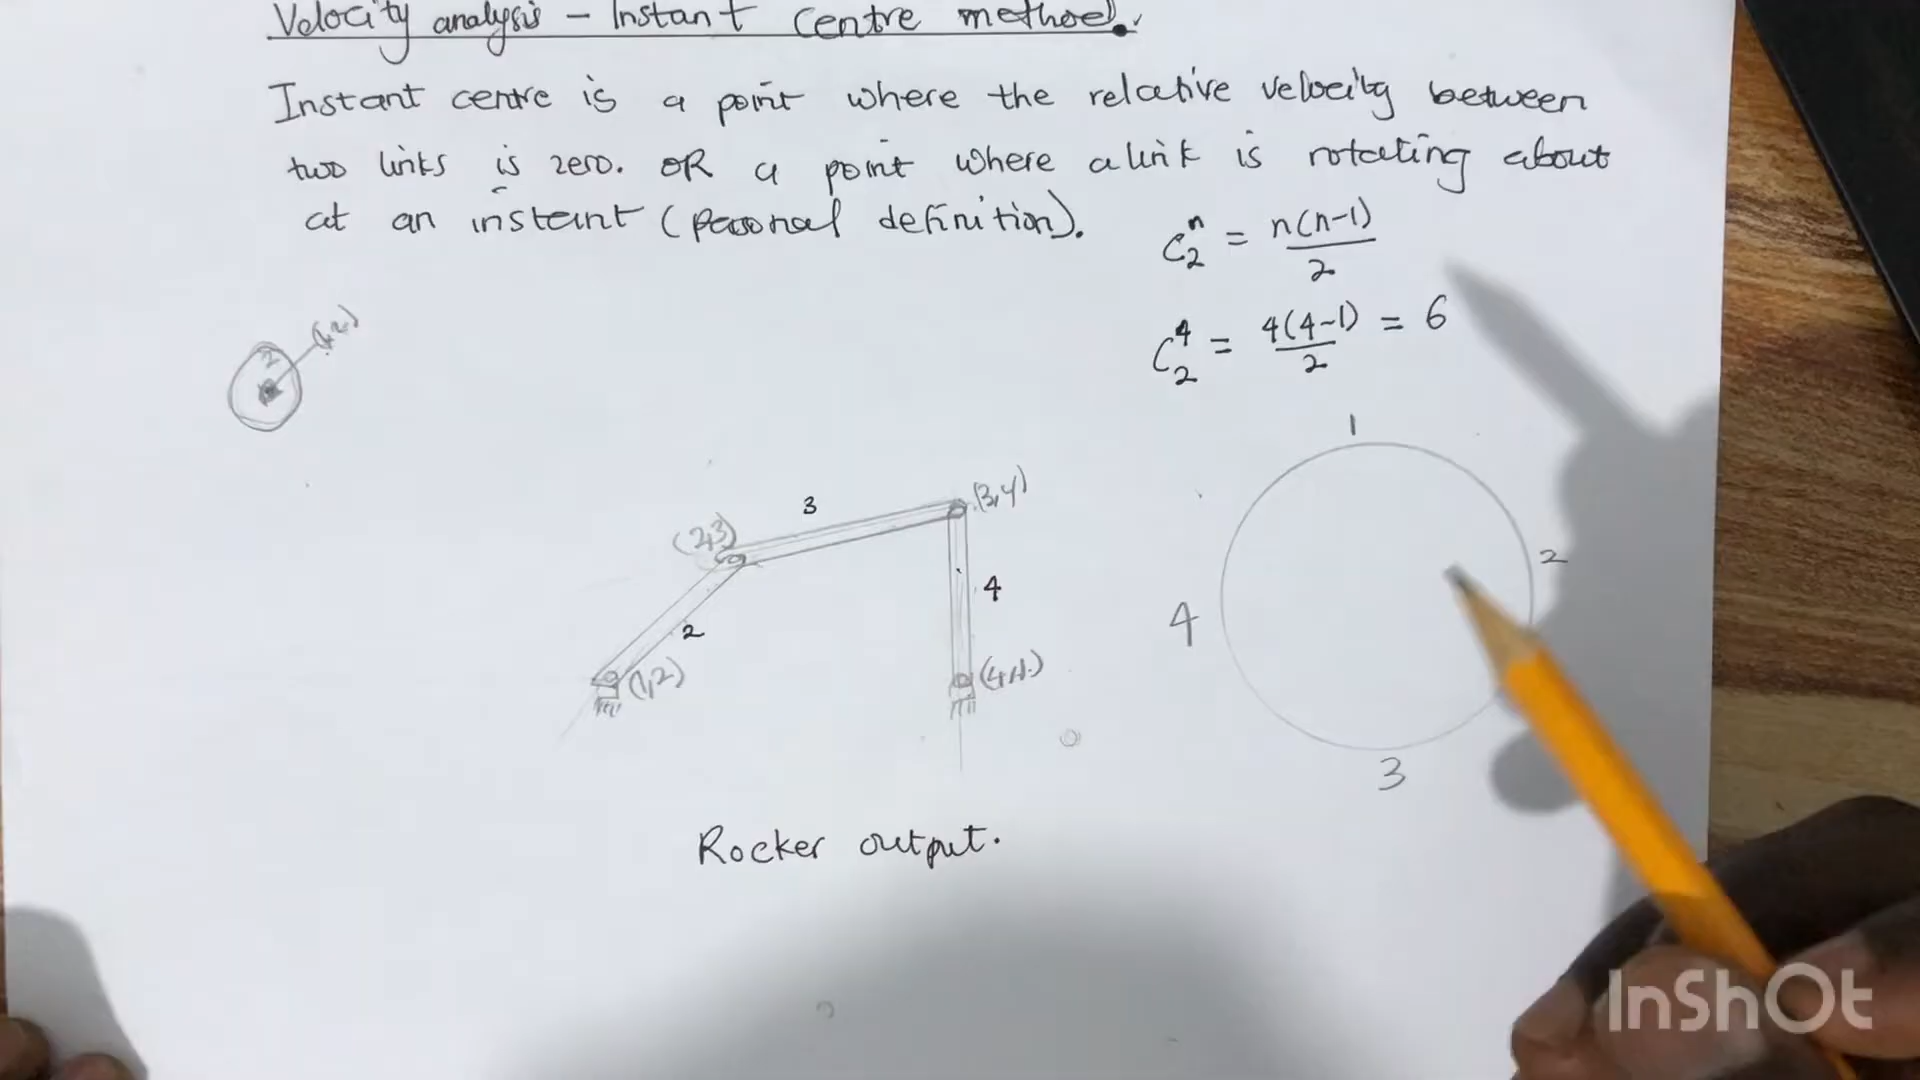 Velocity analysis - Instant centre method.
Instant centre is a point where the relative velocity between
two links is zero. OR a point where a link is rotating about
at an instant (personal definition).
C₂ⁿ = n(n-1)/2
C₂⁴ = 4(4-1)/2 = 6
2
(1,2)
1
3
(3,4)
(2,3)
2
4
4
2
(1,2)
(4,1)
3
Rocker output.
InShOt